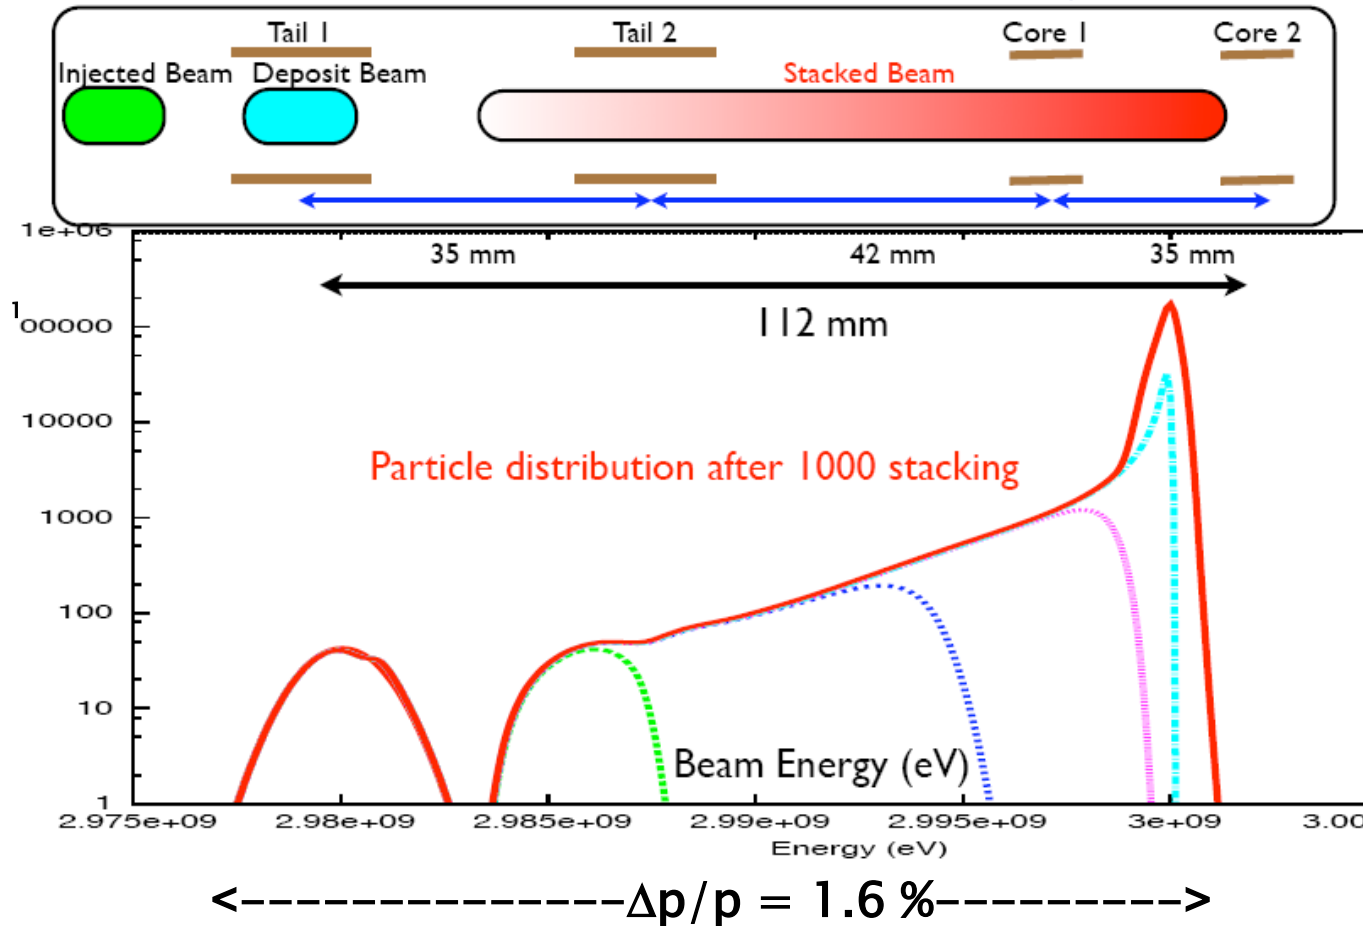 Tail 1
Tail 2
Core 1
Core 2
Injected Beam
Deposit Beam
Stacked Beam
1e+06
35 mm
42 mm
35 mm
112 mm
100000
10000
Particle distribution after 1000 stacking
1000
100
10
Beam Energy (eV)
1
2.975e+09
2.98e+09
2.985e+09
2.99e+09
2.995e+09
3e+09
3.00
Energy (eV)
<--------------Δp/p = 1.6 %---------->